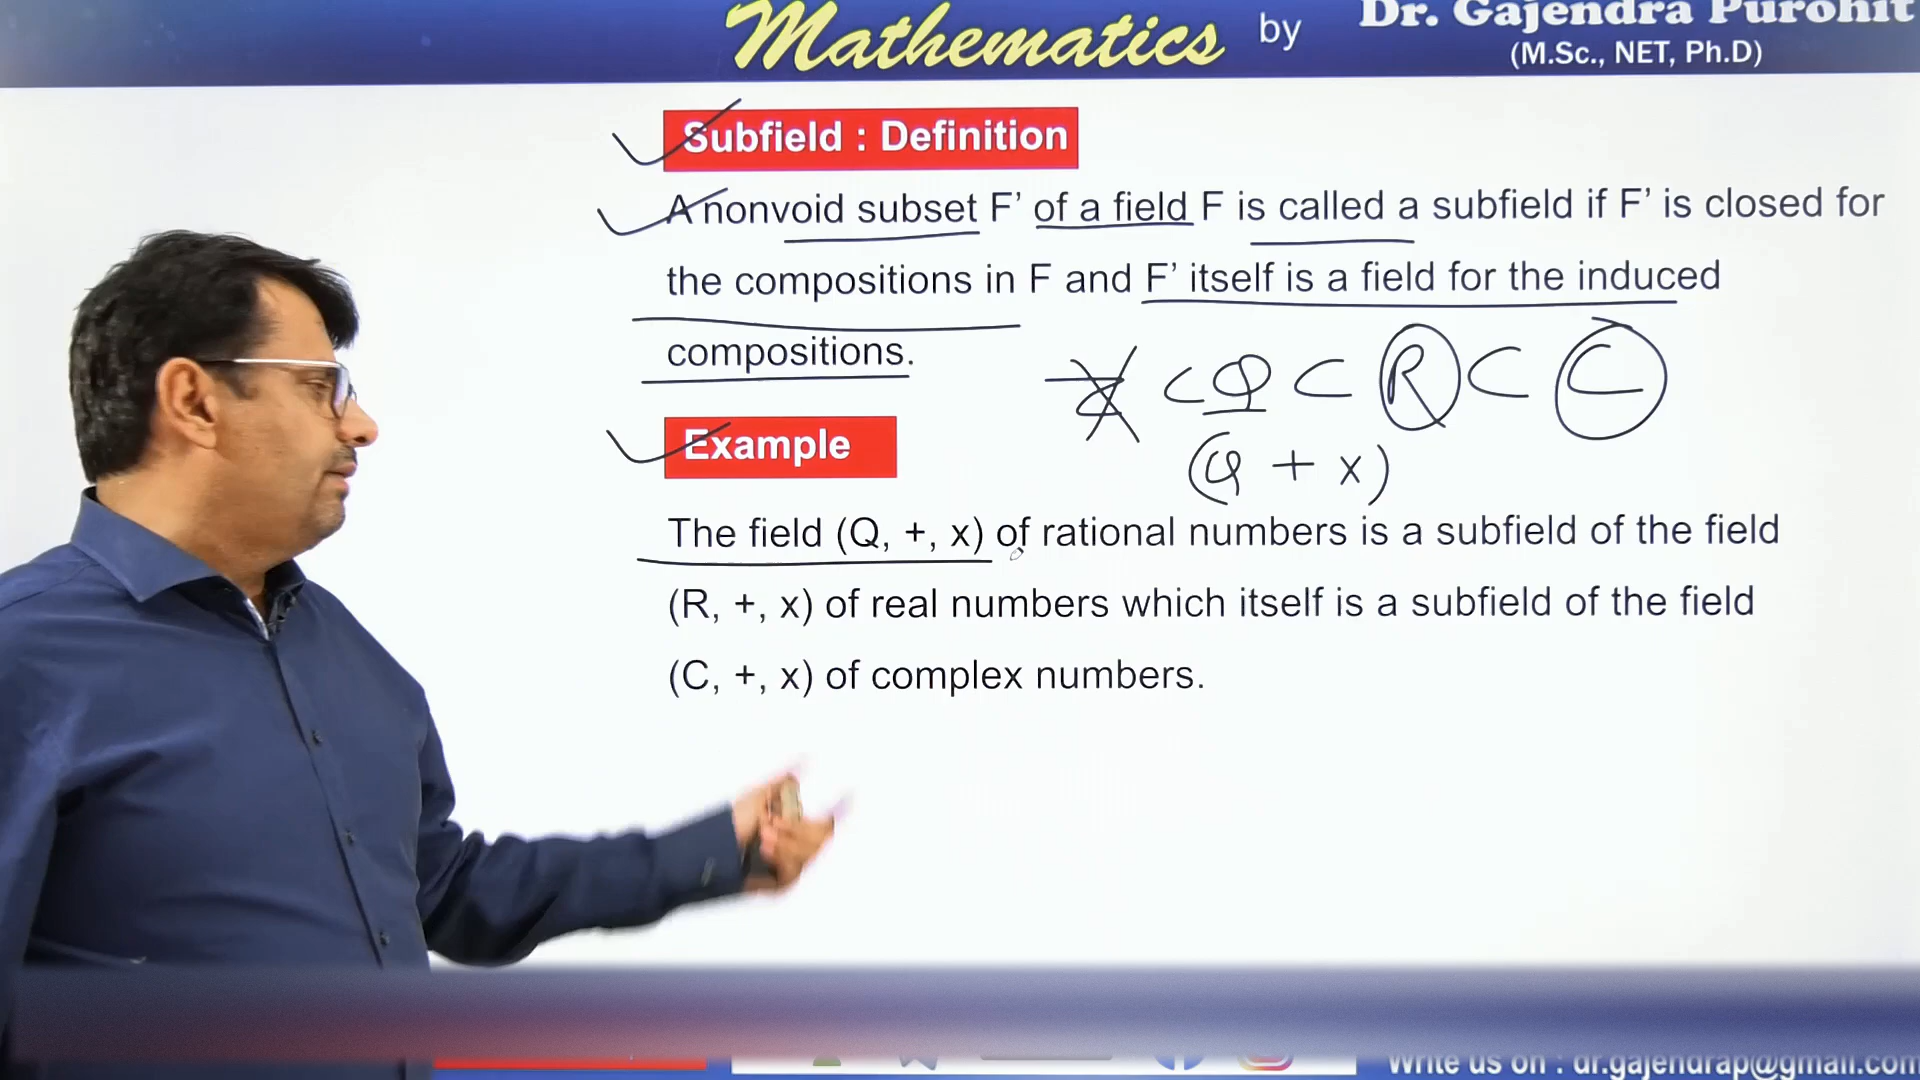 Mathematics by Dr. Gajendra Purohit
(M.Sc., NET, Ph.D)
Subfield : Definition
A nonvoid subset F' of a field F is called a subfield if F' is closed for
the compositions in F and F' itself is a field for the induced
compositions.
Z ⊂ Q ⊂ R ⊂ C
Example
(Q + x)
The field (Q, +, x) of rational numbers is a subfield of the field
(R, +, x) of real numbers which itself is a subfield of the field
(C, +, x) of complex numbers.
Write us on : dr.gajendrap@gmail.com